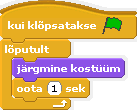 kui klõpsatakse
lõputult
järgmine kostüüm
oota 1 sek